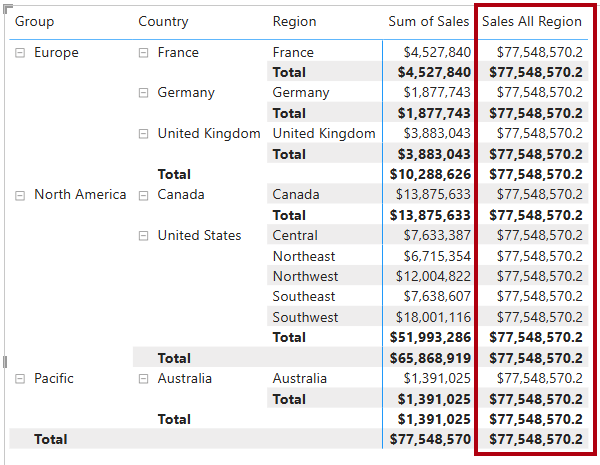 Group Country Region Sum of Sales Sales All Region
Europe France France $4,527,840 $77,548,570.2
Total $4,527,840 $77,548,570.2
Germany Germany $1,877,743 $77,548,570.2
Total $1,877,743 $77,548,570.2
United Kingdom United Kingdom $3,883,043 $77,548,570.2
Total $3,883,043 $77,548,570.2
Total $10,288,626 $77,548,570.2
North America Canada Canada $13,875,633 $77,548,570.2
Total $13,875,633 $77,548,570.2
United States Central $7,633,387 $77,548,570.2
Northeast $6,715,354 $77,548,570.2
Northwest $12,004,822 $77,548,570.2
Southeast $7,638,607 $77,548,570.2
Southwest $18,001,116 $77,548,570.2
Total $51,993,286 $77,548,570.2
Total $65,868,919 $77,548,570.2
Pacific Australia Australia $1,391,025 $77,548,570.2
Total $1,391,025 $77,548,570.2
Total $1,391,025 $77,548,570.2
Total $77,548,570 $77,548,570.2